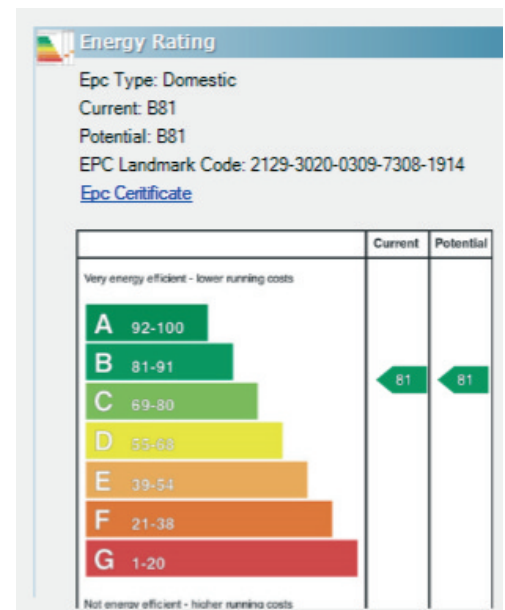 Energy Rating
Epc Type: Domestic
Current: B81
Potential: B81
EPC Landmark Code: 2129-3020-0309-7308-1914
Epc Certificate
Current Potential
Very energy efficient - lower running costs
A 92-100
B 81-91
81 81
C 69-80
D 55-68
E 39-54
F 21-38
G 1-20
Not energy efficient - higher running costs